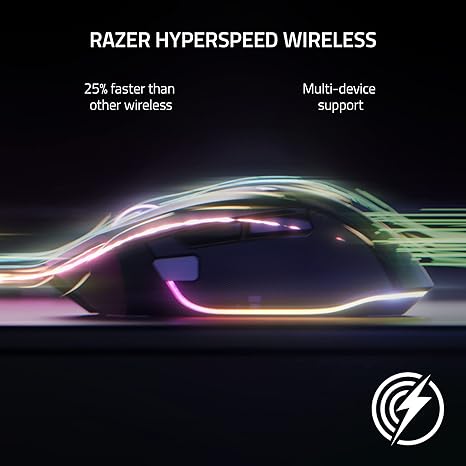 RAZER HYPERSPEED WIRELESS
25% faster than
other wireless
Multi-device
support